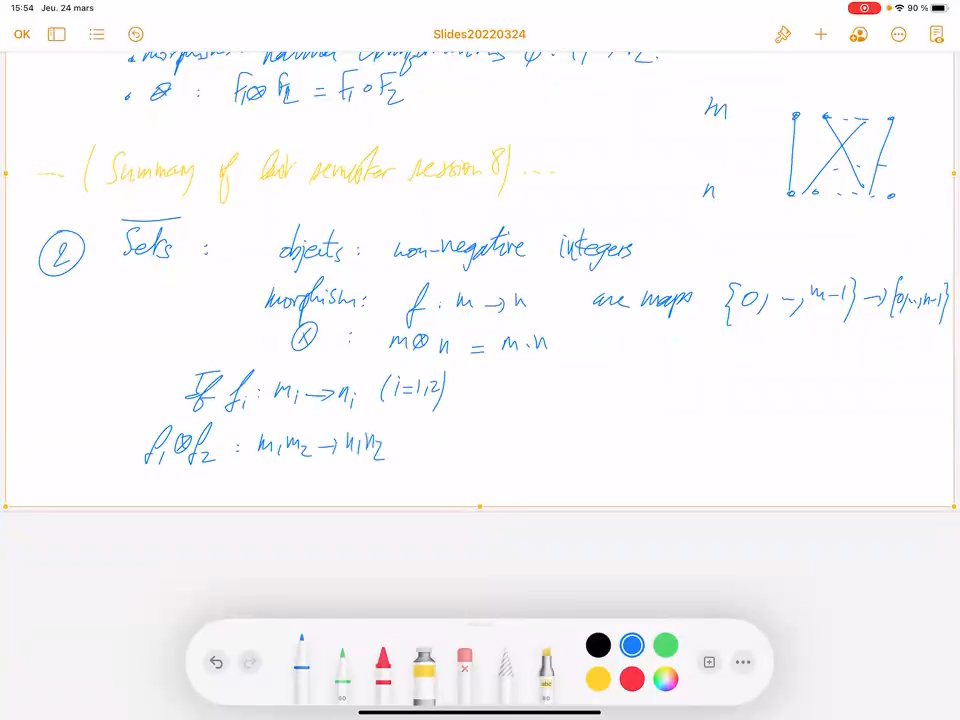 15:54 Jeu. 24 mars 90 %
OK Slides20220324
• ⊗ : F₁⊗F₂ = F₁∘F₂
m
--- (Summary of last semester session 8) ...
n
② Sets : objects : non-negative integers
morphism : f : m → n are maps {0, -, m-1} → {0,..,n-1}
⊗ : m⊗n = m·n
If fᵢ : mᵢ → nᵢ (i=1,2)
f₁⊗f₂ : m₁m₂ → n₁n₂